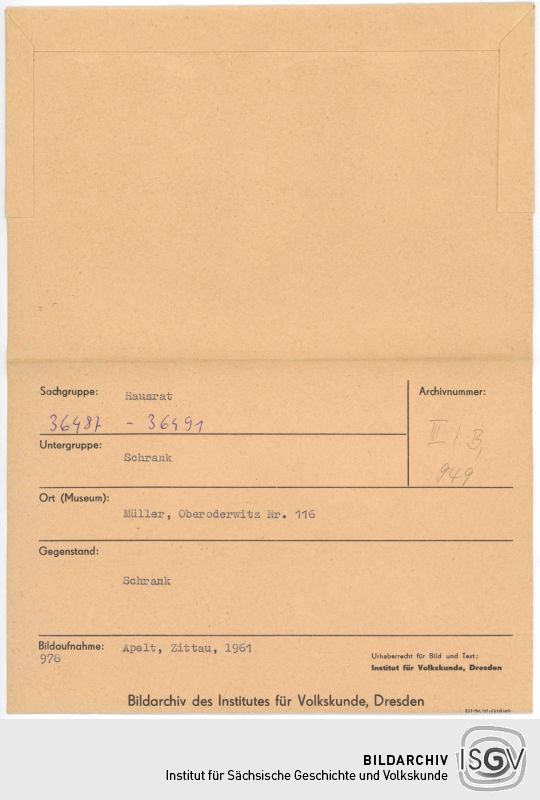 Sachgruppe: Hausrat
Archivnummer:
36487 - 36491
III / B,
949
Untergruppe:
Schrank
Ort (Museum):
Müller, Oberoderwitz Nr. 116
Gegenstand:
Schrank
Bildaufnahme: Apelt, Zittau, 1961
978
Urheberrecht für Bild und Text:
Institut für Volkskunde, Dresden
Bildarchiv des Institutes für Volkskunde, Dresden
BILDARCHIV
Institut für Sächsische Geschichte und Volkskunde
ISGV